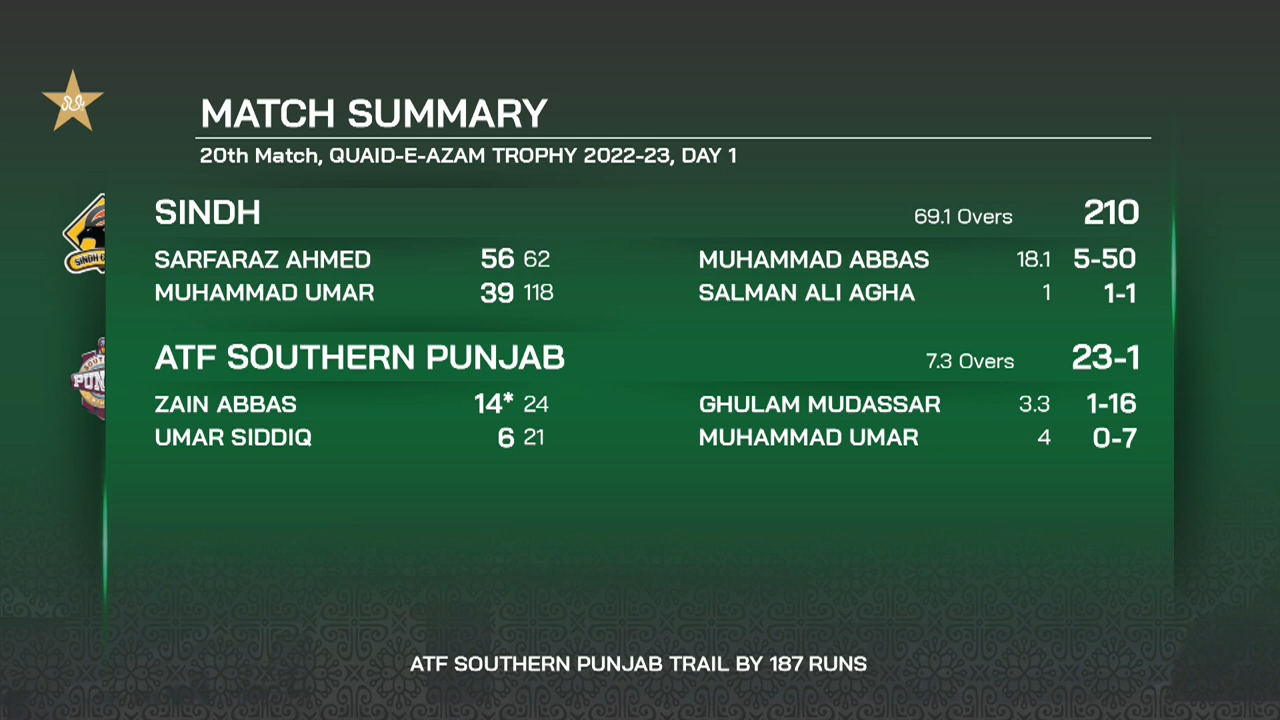 MATCH SUMMARY
20th Match, QUAID-E-AZAM TROPHY 2022-23, DAY 1
SINDH 69.1 Overs 210
SARFARAZ AHMED 56 62 MUHAMMAD ABBAS 18.1 5-50
MUHAMMAD UMAR 39 118 SALMAN ALI AGHA 1 1-1
ATF SOUTHERN PUNJAB 7.3 Overs 23-1
ZAIN ABBAS 14* 24 GHULAM MUDASSAR 3.3 1-16
UMAR SIDDIQ 6 21 MUHAMMAD UMAR 4 0-7
ATF SOUTHERN PUNJAB TRAIL BY 187 RUNS
SINDH